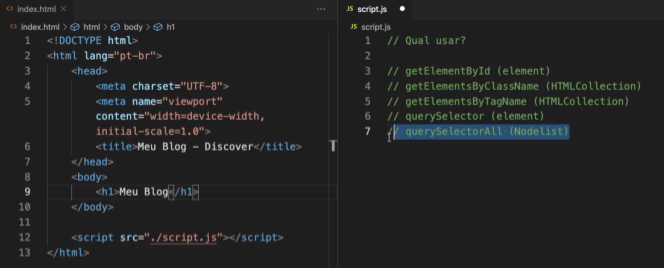 index.html
index.html > html > body > h1
1 <!DOCTYPE html>
2 <html lang="pt-br">
3 <head>
4 <meta charset="UTF-8">
5 <meta name="viewport"
content="width=device-width,
initial-scale=1.0">
6 <title>Meu Blog - Discover</title>
7 </head>
8 <body>
9 <h1>Meu Blog</h1>
10 </body>
11
12 <script src="./script.js"></script>
13 </html>
JS script.js
JS script.js
1 // Qual usar?
2
3 // getElementById (element)
4 // getElementsByClassName (HTMLCollection)
5 // getElementsByTagName (HTMLCollection)
6 // querySelector (element)
7 // querySelectorAll (Nodelist)